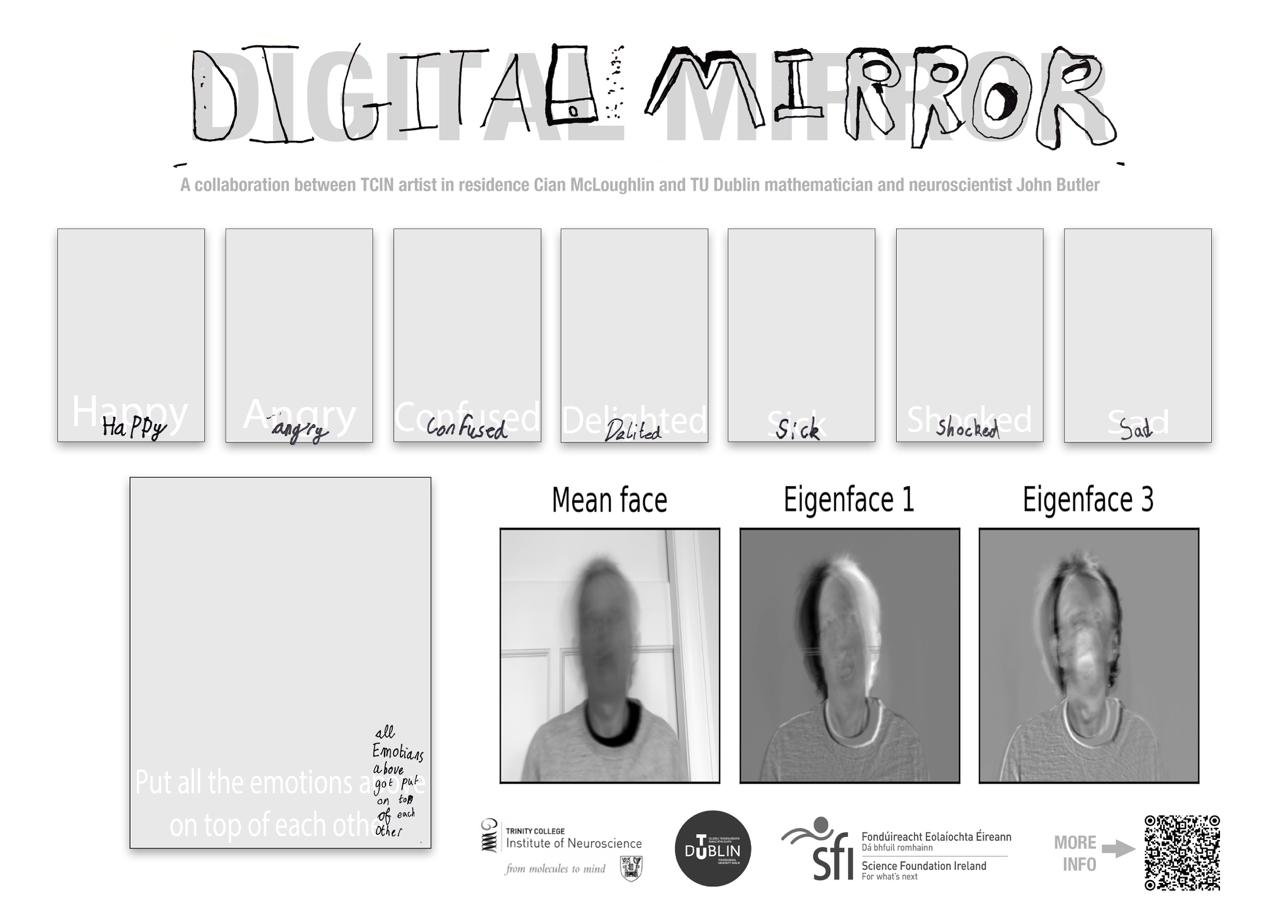 DIGITAL MIRROR
DIGITAL MIRROR
A collaboration between TCIN artist in residence Cian McLoughlin and TU Dublin mathematician and neuroscientist John Butler
Happy
Happy
Angry
angry
Confused
Confused
Delighted
Dalited
Sick
Sick
Shocked
Shocked
Sad
Sad
Mean face
Eigenface 1
Eigenface 3
Put all the emotions above
on top of each other
all
Emotians
above
got put
on top
of each
other
TRINITY COLLEGE
Institute of Neuroscience
from molecules to mind
TU
DUBLIN
sfi
Fondúireacht Eolaíochta Éireann
Dá bhfuil romhainn
Science Foundation Ireland
For what's next
MORE
INFO